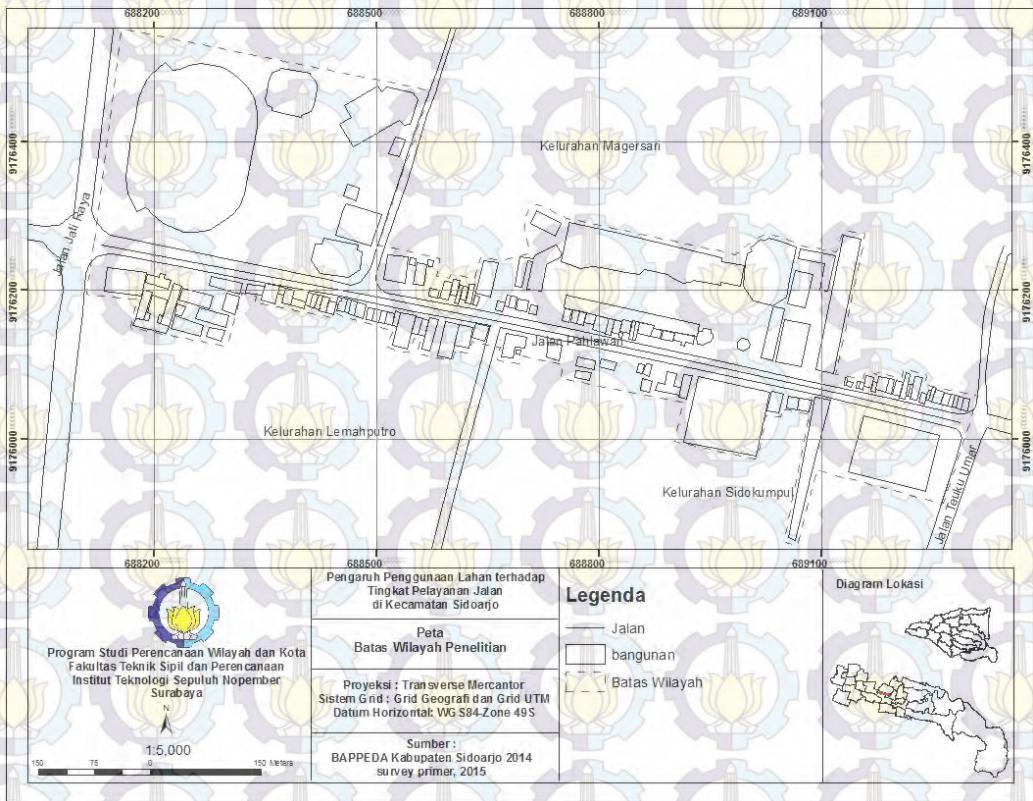 688200 688500 688800 689100
9176400 9176400
Kelurahan Magersari
Jalan Jati Raya
9176200 9176200
Jalan Pahlawan
Kelurahan Lemahputro
9176000 9176000
Kelurahan Sidokumpul
Jalan Teuku Umar
688200 688500 688800 689100
Program Studi Perencanaan Wilayah dan Kota
Fakultas Teknik Sipil dan Perencanaan
Institut Teknologi Sepuluh Nopember
Surabaya
N
1:5,000
150 75 0 150 Meters
Pengaruh Penggunaan Lahan terhadap
Tingkat Pelayanan Jalan
di Kecamatan Sidoarjo
Peta
Batas Wilayah Penelitian
Proyeksi : Transverse Mercantor
Sistem Grid : Grid Geografi dan Grid UTM
Datum Horizontal: WGS84-Zone 49S
Sumber :
BAPPEDA Kabupaten Sidoarjo 2014
survey primer, 2015
Legenda
Jalan
bangunan
Batas Wilayah
Diagram Lokasi